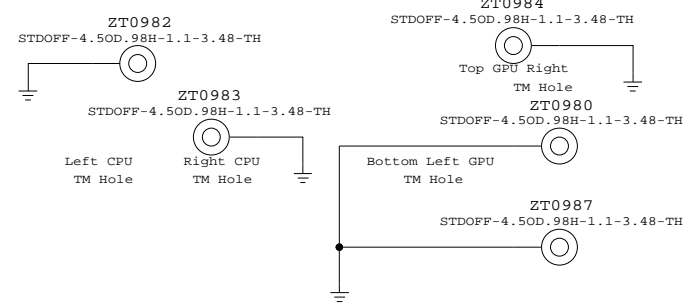 ZT0984
ZT0982
STDOFF-4.5OD.98H-1.1-3.48-TH
STDOFF-4.5OD.98H-1.1-3.48-TH
Top GPU Right
TM Hole
ZT0983
STDOFF-4.5OD.98H-1.1-3.48-TH
ZT0980
STDOFF-4.5OD.98H-1.1-3.48-TH
Left CPU
TM Hole
Right CPU
TM Hole
Bottom Left GPU
TM Hole
ZT0987
STDOFF-4.5OD.98H-1.1-3.48-TH